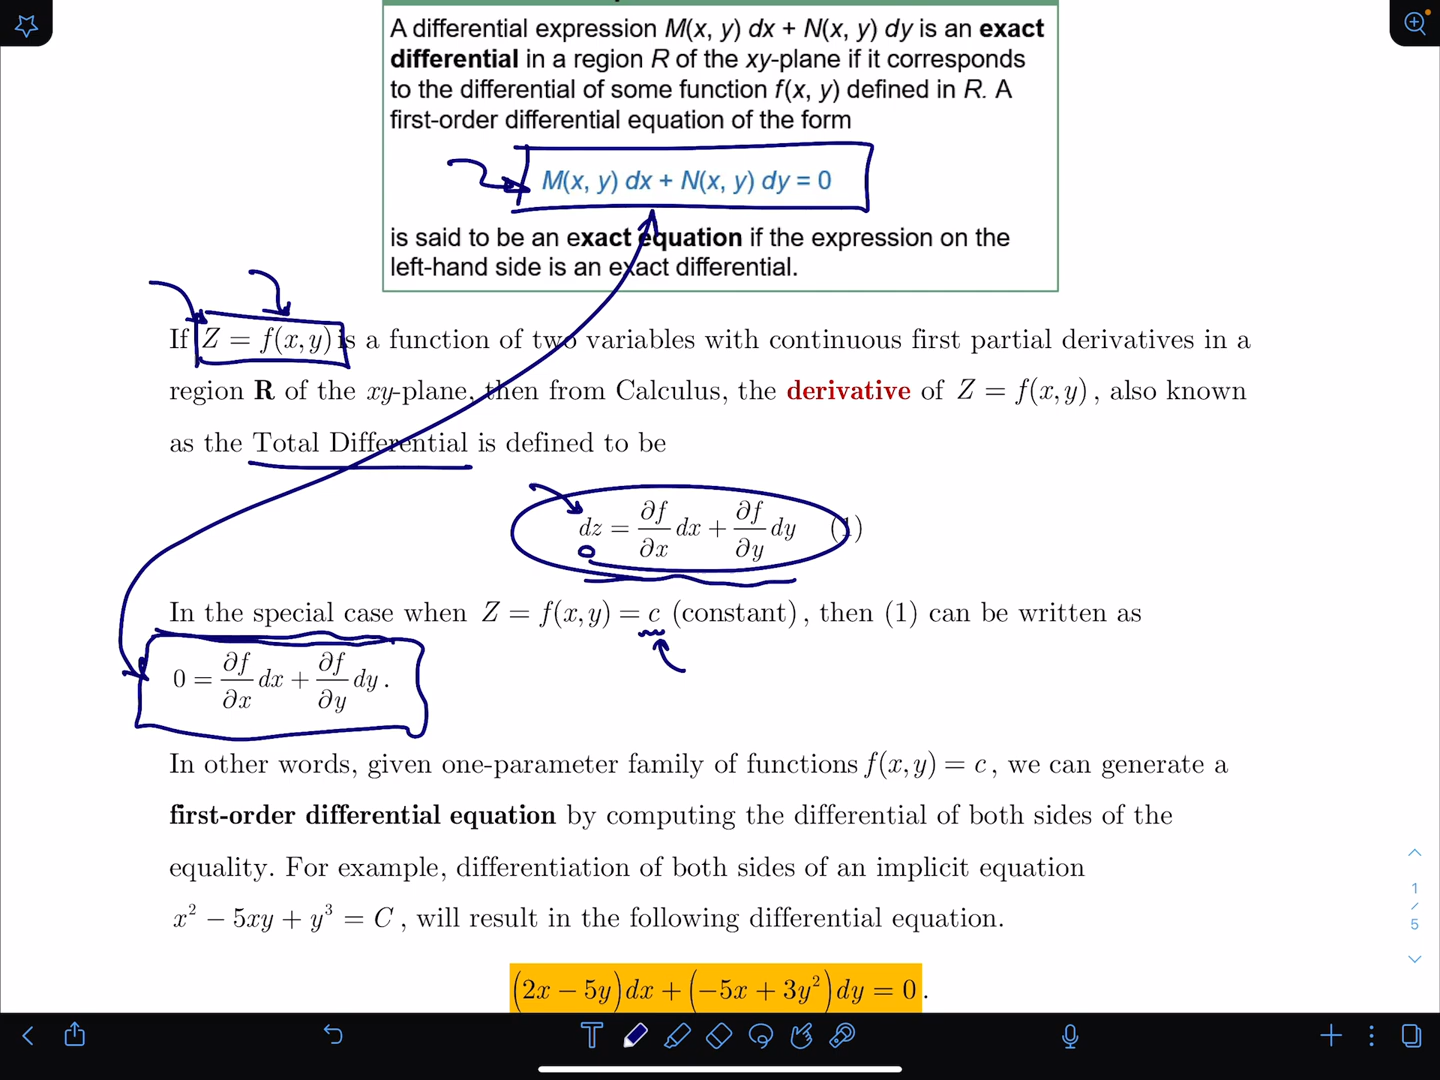 A differential expression M(x, y) dx + N(x, y) dy is an exact
differential in a region R of the xy-plane if it corresponds
to the differential of some function f(x, y) defined in R. A
first-order differential equation of the form
M(x, y) dx + N(x, y) dy = 0
is said to be an exact equation if the expression on the
left-hand side is an exact differential.
If Z = f(x, y) is a function of two variables with continuous first partial derivatives in a
region R of the xy-plane, then from Calculus, the derivative of Z = f(x, y), also known
as the Total Differential is defined to be
dz = ∂f/∂x dx + ∂f/∂y dy (1)
0
In the special case when Z = f(x, y) = c (constant), then (1) can be written as
0 = ∂f/∂x dx + ∂f/∂y dy.
In other words, given one-parameter family of functions f(x, y) = c, we can generate a
first-order differential equation by computing the differential of both sides of the
equality. For example, differentiation of both sides of an implicit equation
x² − 5xy + y³ = C, will result in the following differential equation.
(2x − 5y)dx + (−5x + 3y²)dy = 0.
1
/
5
T